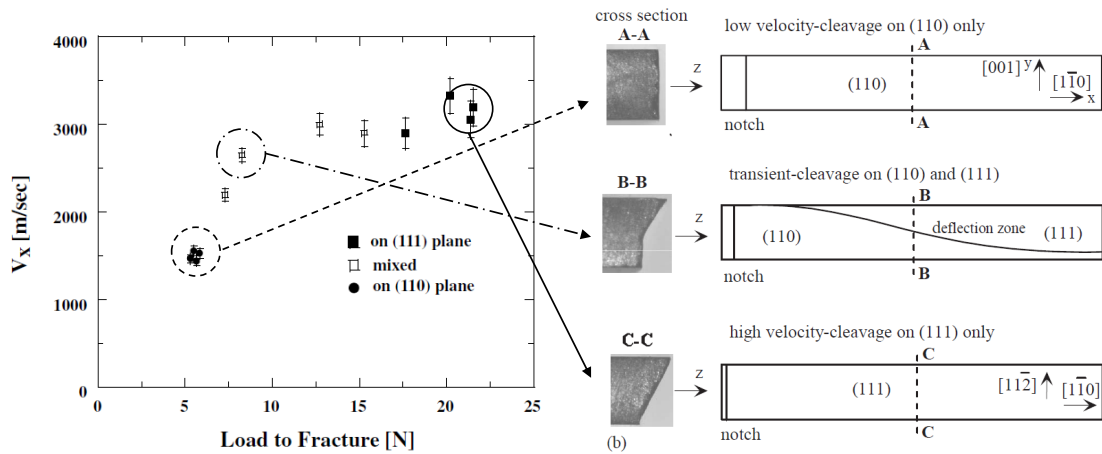 4000
3000
2000
1000
0
V_X [m/sec]
0 5 10 15 20 25
Load to Fracture [N]
on (111) plane
mixed
on (110) plane
cross section
A-A
z
low velocity-cleavage on (110) only
A
(110)
[001] y
[11̅0]
x
A
notch
B-B
z
transient-cleavage on (110) and (111)
B
(110)
deflection zone
(111)
B
notch
C-C
z
high velocity-cleavage on (111) only
C
(111)
[112̅]
[11̅0]
C
notch
(b)